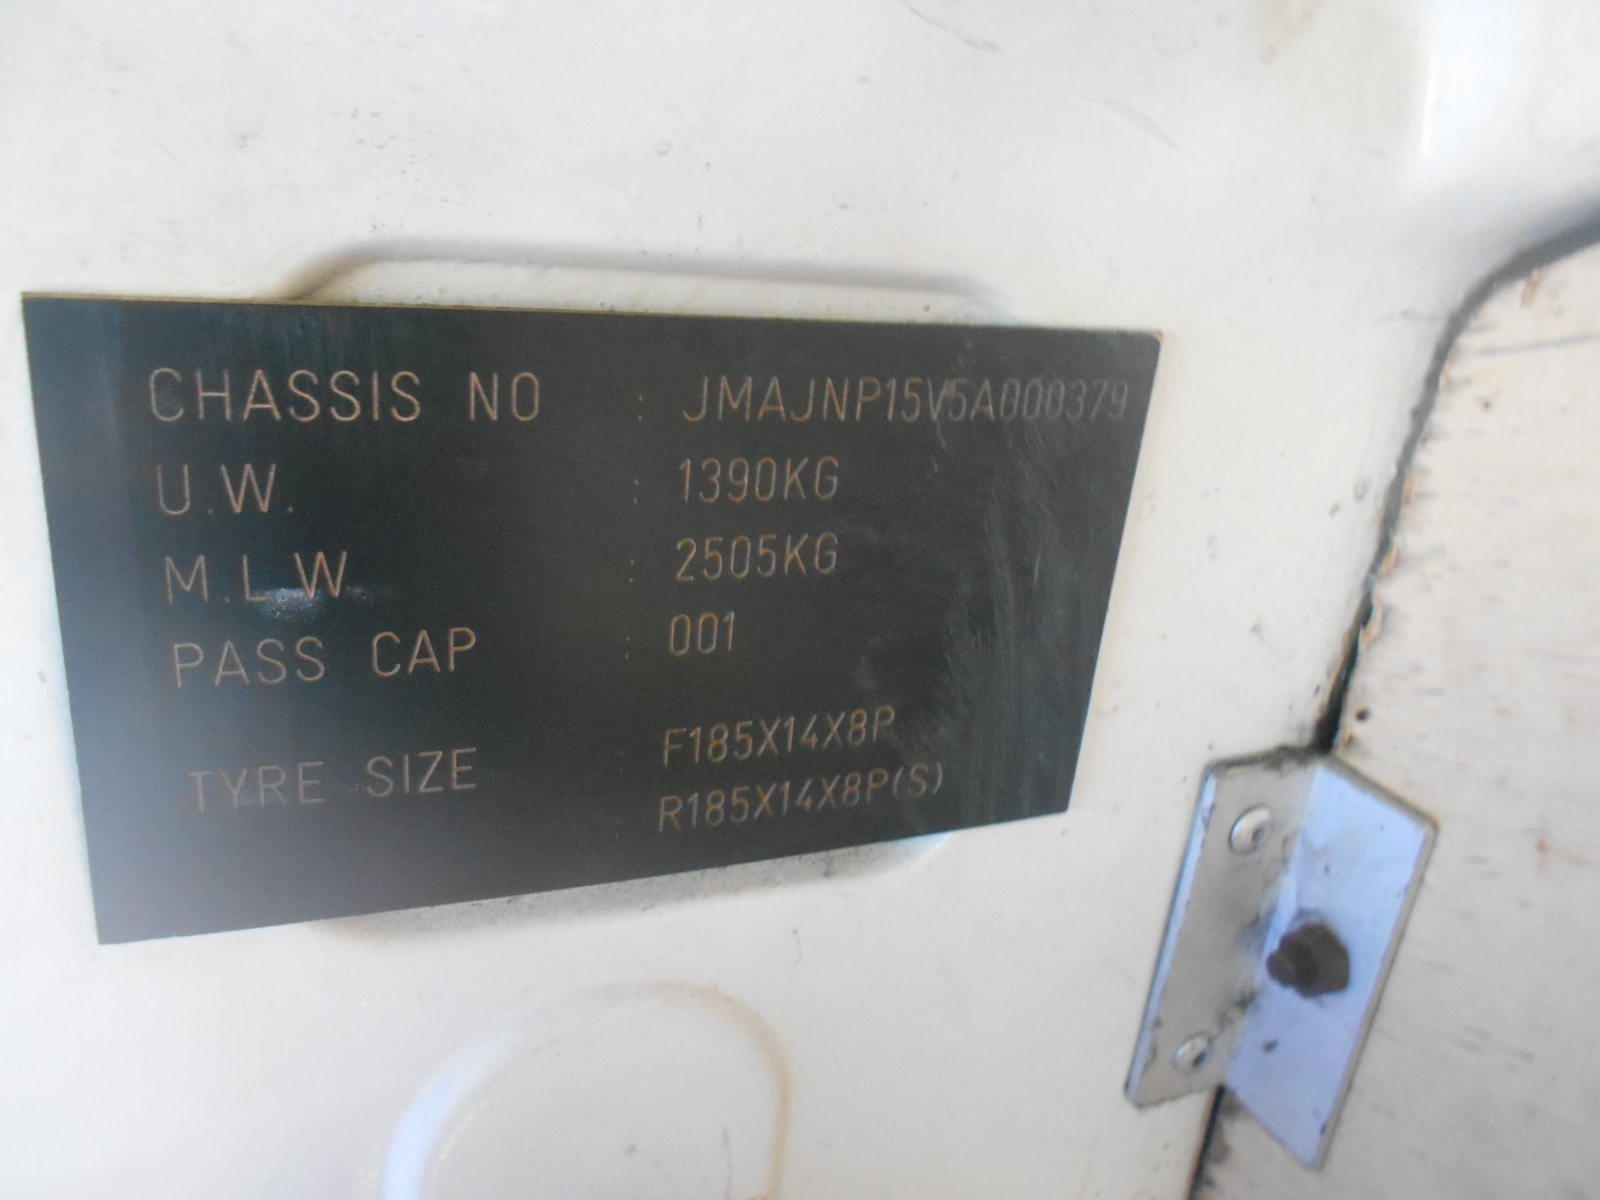 CHASSIS NO : JMAJNP15V5A000379
U.W. : 1390KG
M.L.W : 2505KG
PASS CAP : 001
TYRE SIZE : F185X14X8P
R185X14X8P(S)